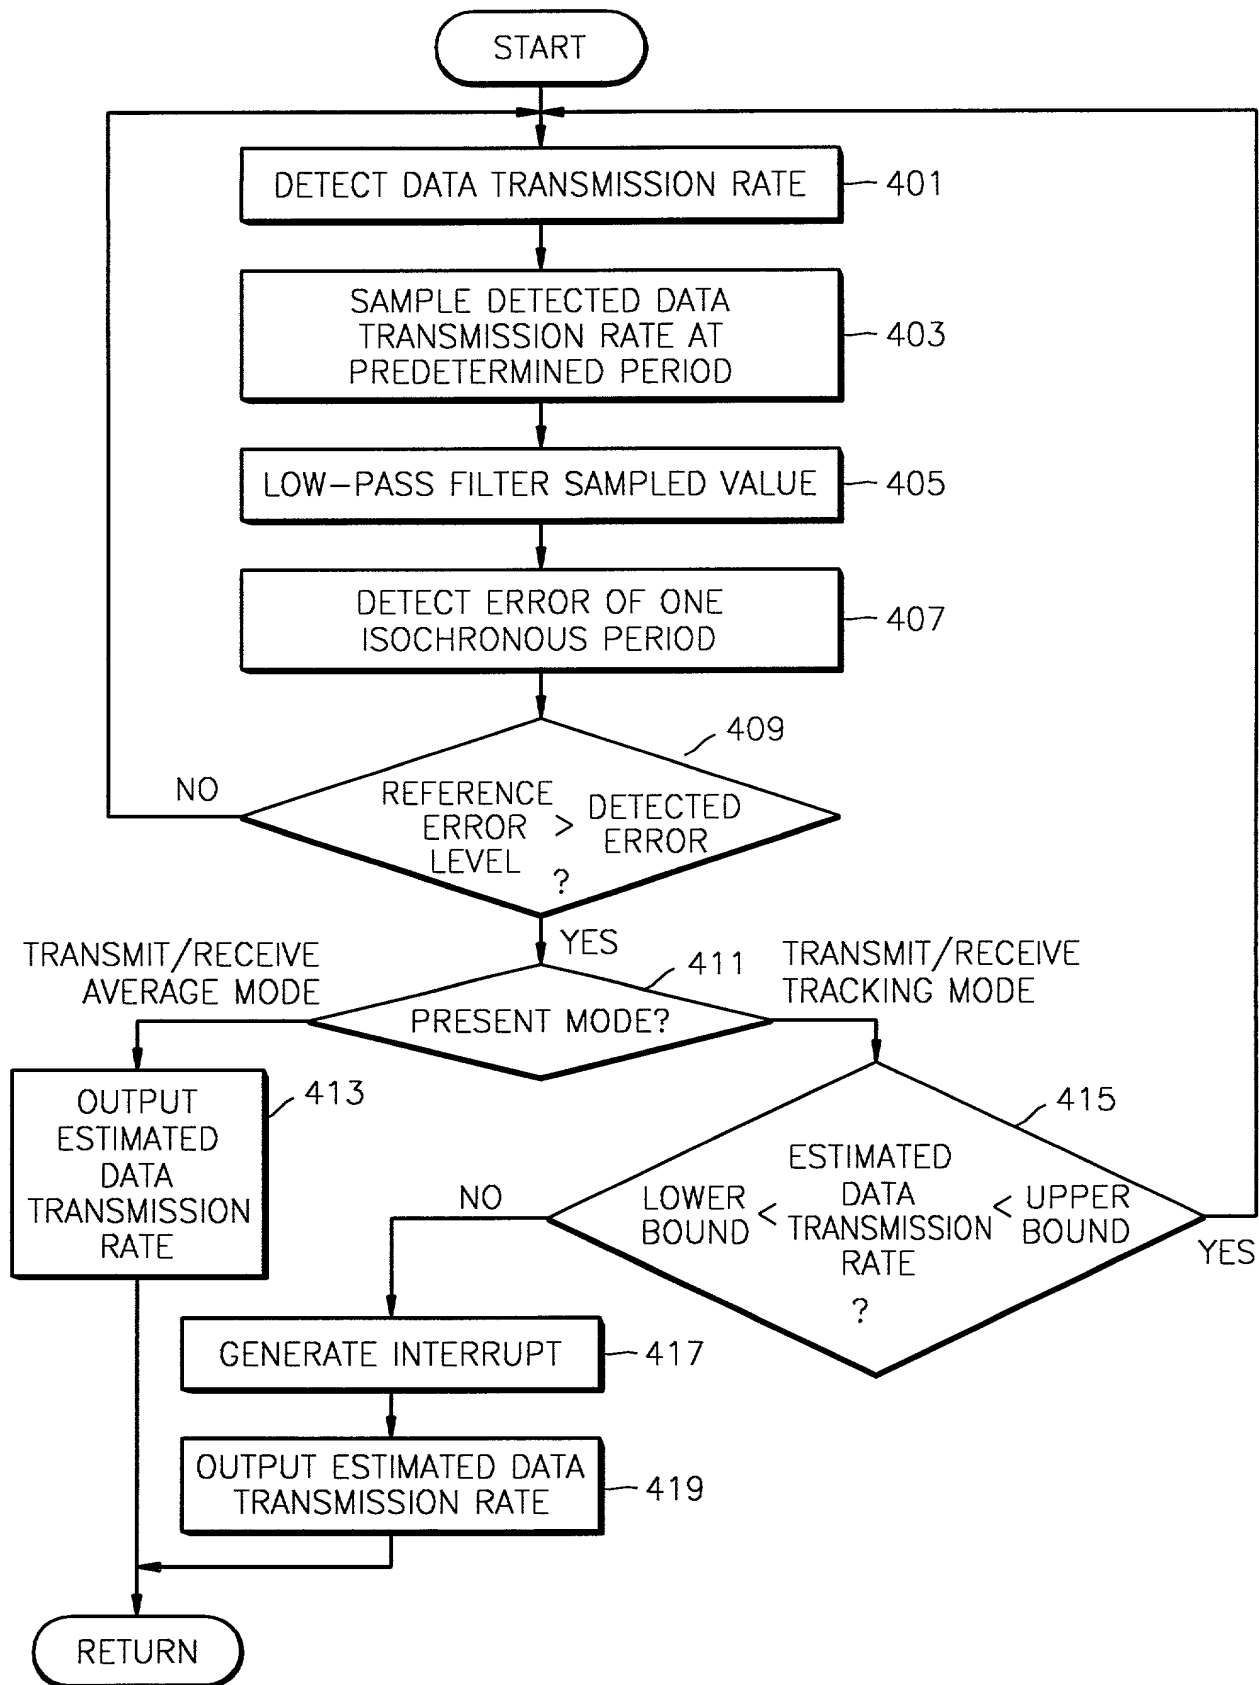 START
DETECT DATA TRANSMISSION RATE
401
SAMPLE DETECTED DATA
TRANSMISSION RATE AT
PREDETERMINED PERIOD
403
LOW-PASS FILTER SAMPLED VALUE
405
DETECT ERROR OF ONE
ISOCHRONOUS PERIOD
407
409
NO
REFERENCE
ERROR
LEVEL
>
DETECTED
ERROR
?
YES
TRANSMIT/RECEIVE
AVERAGE MODE
411
TRANSMIT/RECEIVE
TRACKING MODE
PRESENT MODE?
OUTPUT
ESTIMATED
DATA
TRANSMISSION
RATE
413
415
NO
LOWER
BOUND
<
ESTIMATED
DATA
TRANSMISSION
RATE
<
UPPER
BOUND
?
YES
GENERATE INTERRUPT
417
OUTPUT ESTIMATED DATA
TRANSMISSION RATE
419
RETURN